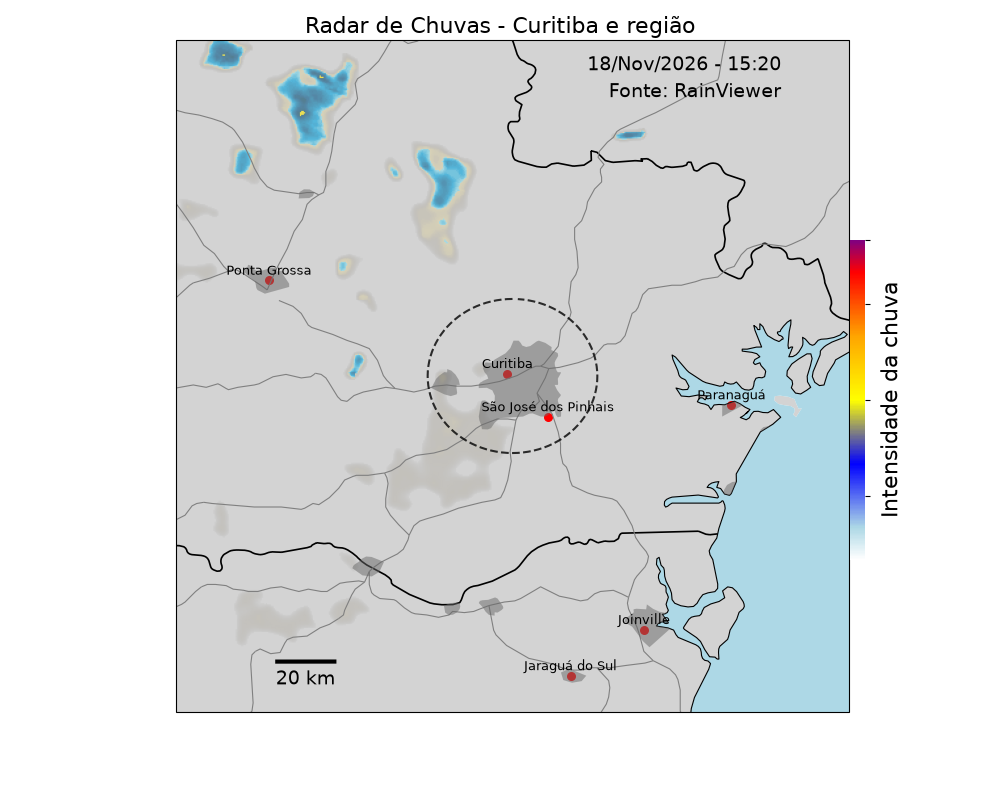 Radar de Chuvas - Curitiba e região
18/Nov/2026 - 15:20
Fonte: RainViewer
Ponta Grossa
Curitiba
São José dos Pinhais
Paranaguá
Intensidade da chuva
Joinville
Jaraguá do Sul
20 km